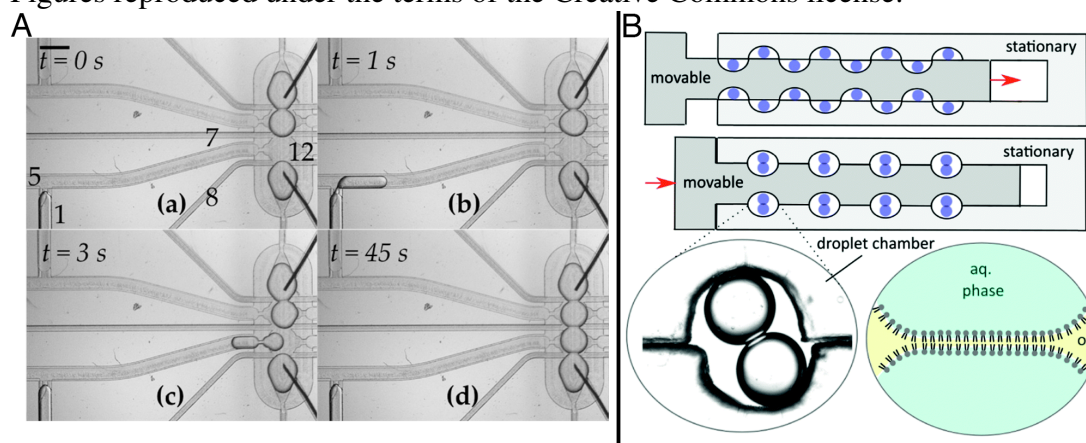 Figures reproduced under the terms of the Creative Commons license.
A
t = 0 s
7
5
12
1
8
(a)
t = 1 s
(b)
t = 3 s
(c)
t = 45 s
(d)
B
stationary
movable
stationary
movable
droplet chamber
aq.
phase
o